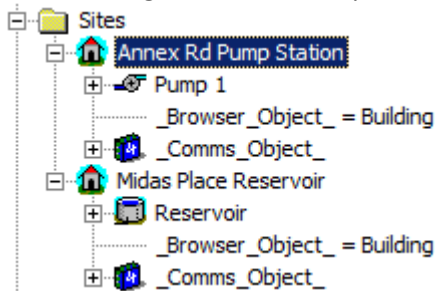 Sites
Annex Rd Pump Station
Pump 1
_Browser_Object_ = Building
_Comms_Object_
Midas Place Reservoir
Reservoir
_Browser_Object_ = Building
_Comms_Object_